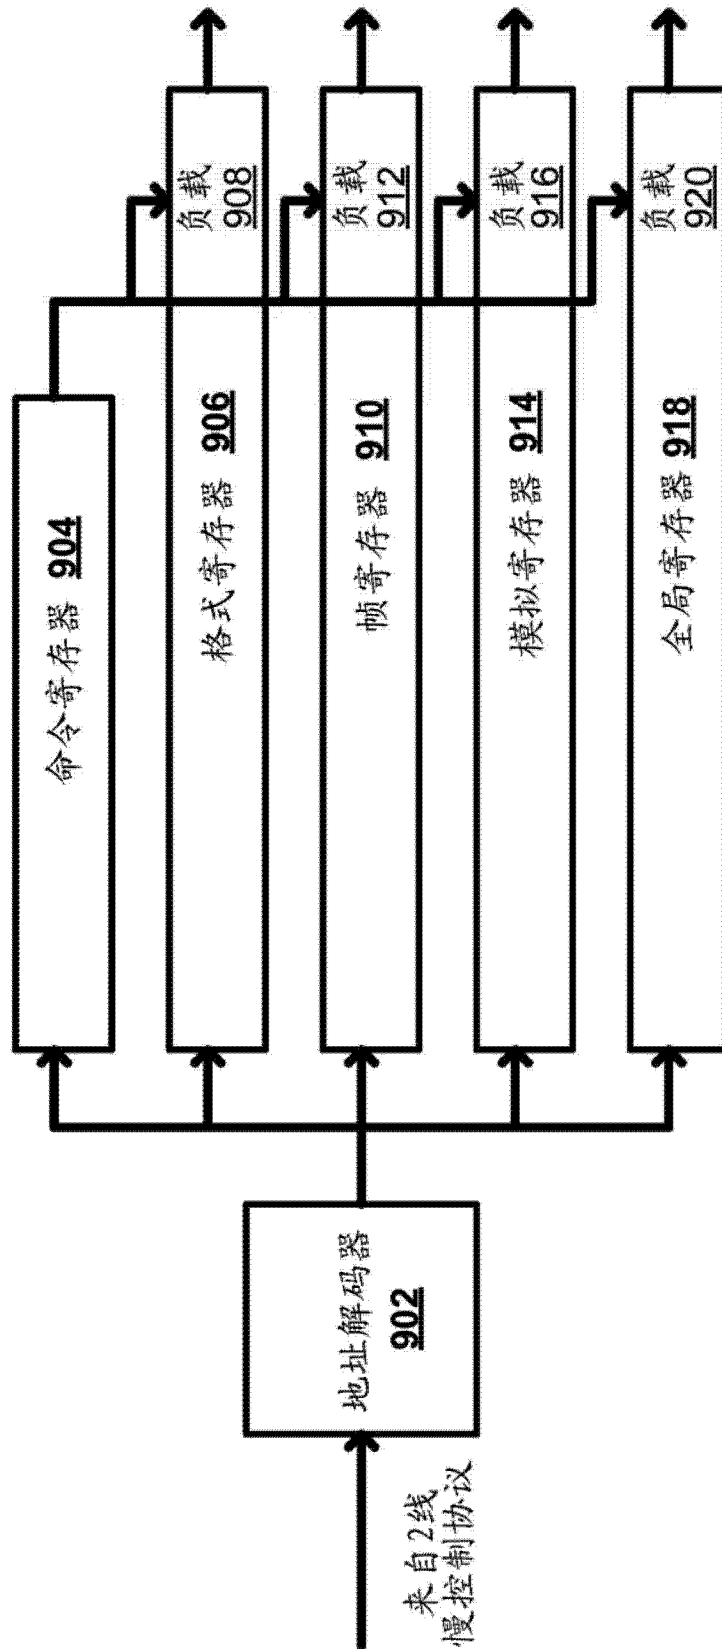 来自2线
慢控制协议
地址解码器
902
命令寄存器 904
格式寄存器 906
负载
908
帧寄存器 910
负载
912
模拟寄存器 914
负载
916
全局寄存器 918
负载
920